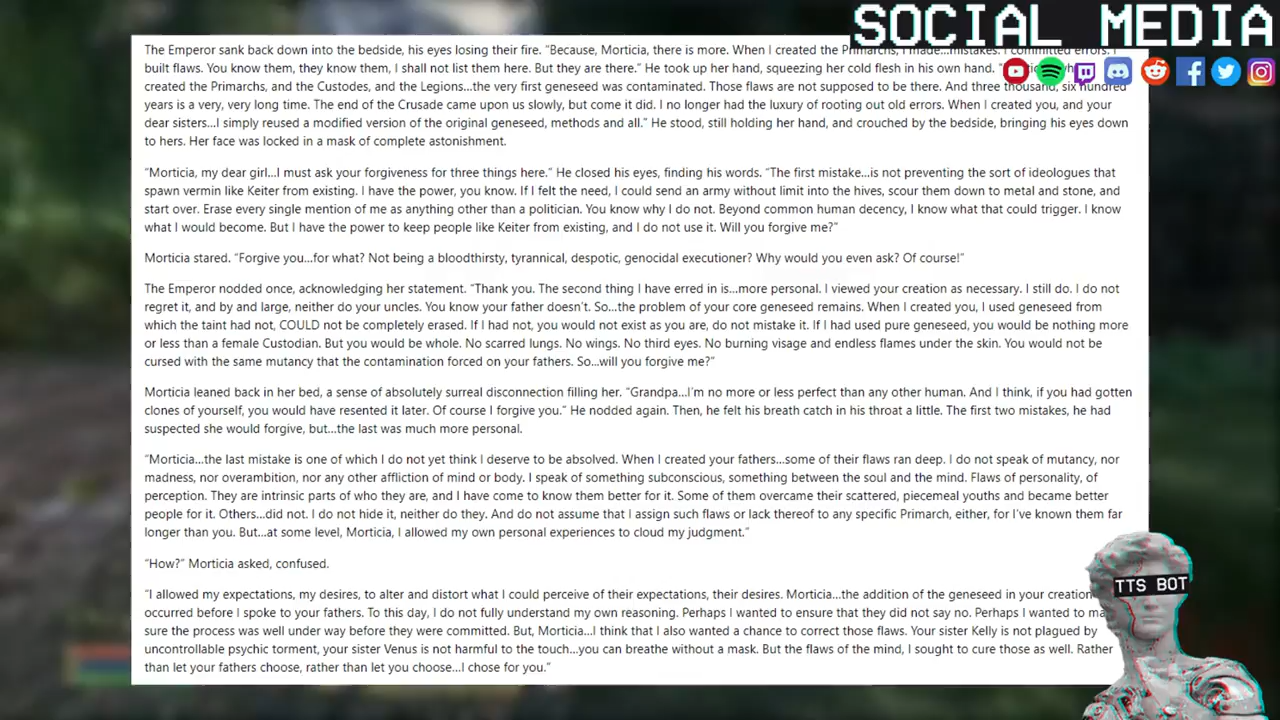 SOCIAL MEDIA
The Emperor sank back down into the bedside, his eyes losing their fire. “Because, Morticia, there is more. When I created the Primarchs, I made...mistakes. I committed errors. I
built flaws. You know them, they know them, I shall not list them here. But they are there.” He took up her hand, squeezing her cold flesh in his own hand.
created the Primarchs, and the Custodes, and the Legions...the very first geneseed was contaminated. Those flaws are not supposed to be there. And three thousand, six hundred
years is a very, very long time. The end of the Crusade came upon us slowly, but come it did. I no longer had the luxury of rooting out old errors. When I created you, and your
dear sisters...I simply reused a modified version of the original geneseed, methods and all.” He stood, still holding her hand, and crouched by the bedside, bringing his eyes down
to hers. Her face was locked in a mask of complete astonishment.
“Morticia, my dear girl...I must ask your forgiveness for three things here.” He closed his eyes, finding his words. “The first mistake...is not preventing the sort of ideologues that
spawn vermin like Keiter from existing. I have the power, you know. If I felt the need, I could send an army without limit into the hives, scour them down to metal and stone, and
start over. Erase every single mention of me as anything other than a politician. You know why I do not. Beyond common human decency, I know what that could trigger. I know
what I would become. But I have the power to keep people like Keiter from existing, and I do not use it. Will you forgive me?”
Morticia stared. “Forgive you...for what? Not being a bloodthirsty, tyrannical, despotic, genocidal executioner? Why would you even ask? Of course!”
The Emperor nodded once, acknowledging her statement. “Thank you. The second thing I have erred in is...more personal. I viewed your creation as necessary. I still do. I do not
regret it, and by and large, neither do your uncles. You know your father doesn’t. So...the problem of your core geneseed remains. When I created you, I used geneseed from
which the taint had not, COULD not be completely erased. If I had not, you would not exist as you are, do not mistake it. If I had used pure geneseed, you would be nothing more
or less than a female Custodian. But you would be whole. No scarred lungs. No wings. No third eyes. No burning visage and endless flames under the skin. You would not be
cursed with the same mutancy that the contamination forced on your fathers. So...will you forgive me?”
Morticia leaned back in her bed, a sense of absolutely surreal disconnection filling her. “Grandpa...I’m no more or less perfect than any other human. And I think, if you had gotten
clones of yourself, you would have resented it later. Of course I forgive you.” He nodded again. Then, he felt his breath catch in his throat a little. The first two mistakes, he had
suspected she would forgive, but...the last was much more personal.
“Morticia...the last mistake is one of which I do not yet think I deserve to be absolved. When I created your fathers...some of their flaws ran deep. I do not speak of mutancy, nor
madness, nor overambition, nor any other affliction of mind or body. I speak of something subconscious, something between the soul and the mind. Flaws of personality, of
perception. They are intrinsic parts of who they are, and I have come to know them better for it. Some of them overcame their scattered, piecemeal youths and became better
people for it. Others...did not. I do not hide it, neither do they. And do not assume that I assign such flaws or lack thereof to any specific Primarch, either, for I’ve known them far
longer than you. But...at some level, Morticia, I allowed my own personal experiences to cloud my judgment.”
“How?” Morticia asked, confused.
“I allowed my expectations, my desires, to alter and distort what I could perceive of their expectations, their desires. Morticia...the addition of the geneseed in your creation
occurred before I spoke to your fathers. To this day, I do not fully understand my own reasoning. Perhaps I wanted to ensure that they did not say no. Perhaps I wanted to
sure the process was well under way before they were committed. But, Morticia...I think that I also wanted a chance to correct those flaws. Your sister Kelly is not plagued by
uncontrollable psychic torment, your sister Venus is not harmful to the touch...you can breathe without a mask. But the flaws of the mind, I sought to cure those as well. Rather
than let your fathers choose, rather than let you choose...I chose for you.”
TTS BOT